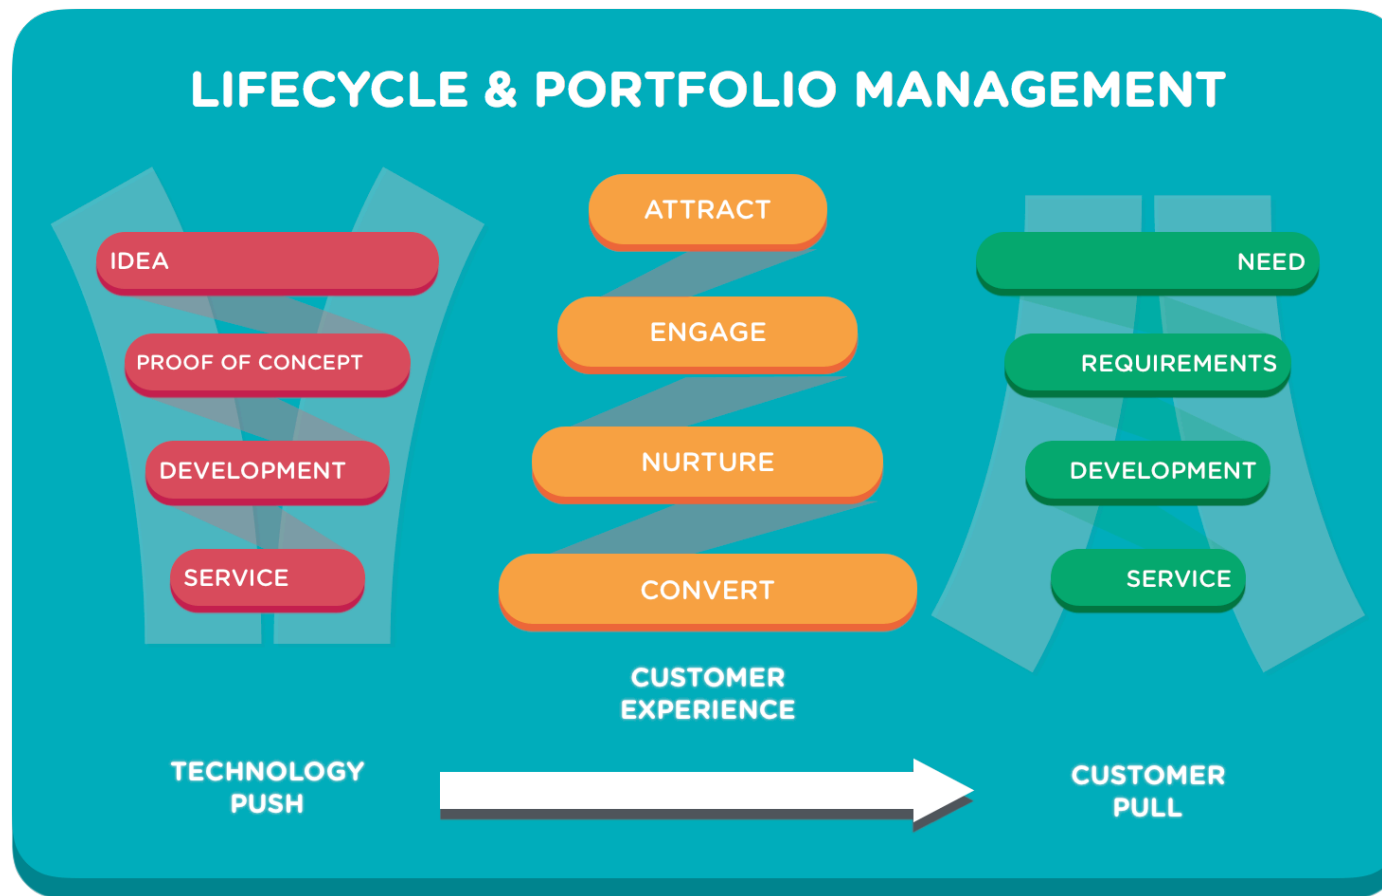 LIFECYCLE & PORTFOLIO MANAGEMENT
IDEA
PROOF OF CONCEPT
DEVELOPMENT
SERVICE
TECHNOLOGY
PUSH
ATTRACT
ENGAGE
NURTURE
CONVERT
CUSTOMER
EXPERIENCE
NEED
REQUIREMENTS
DEVELOPMENT
SERVICE
CUSTOMER
PULL